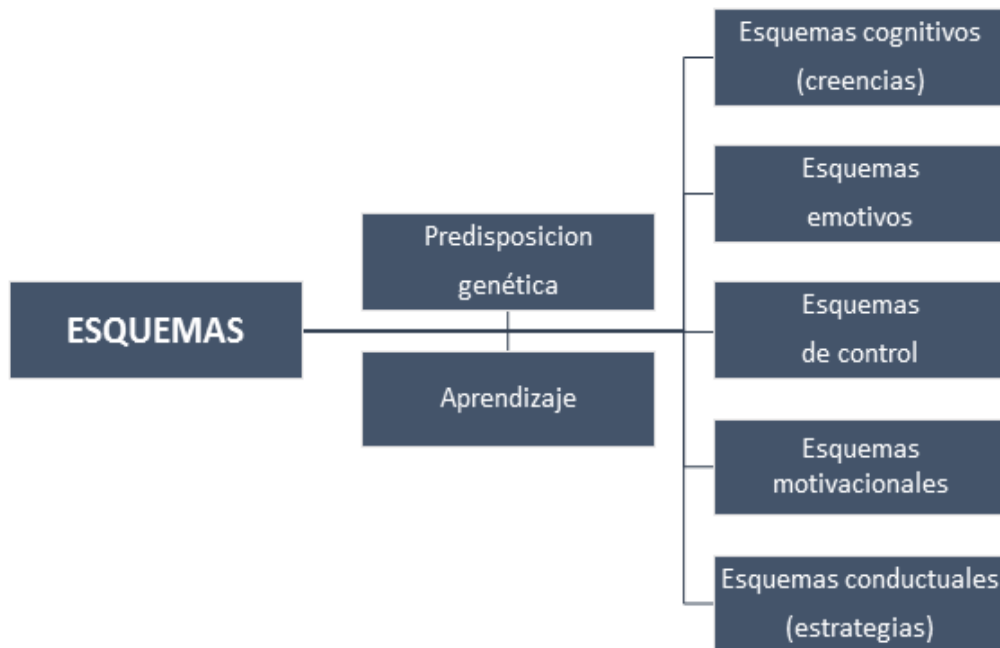 ESQUEMAS
Predisposicion
genética
Aprendizaje
Esquemas cognitivos
(creencias)
Esquemas
emotivos
Esquemas
de control
Esquemas
motivacionales
Esquemas conductuales
(estrategias)